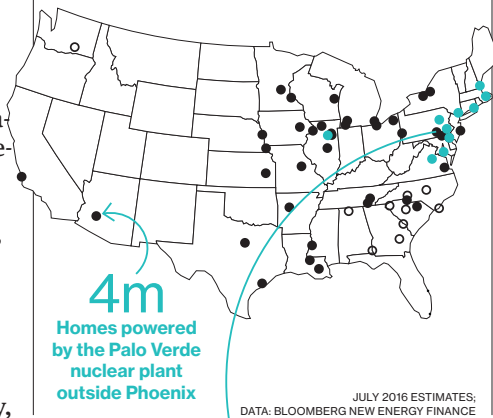 4m
Homes powered
by the Palo Verde
nuclear plant
outside Phoenix
JULY 2016 ESTIMATES;
DATA: BLOOMBERG NEW ENERGY FINANCE